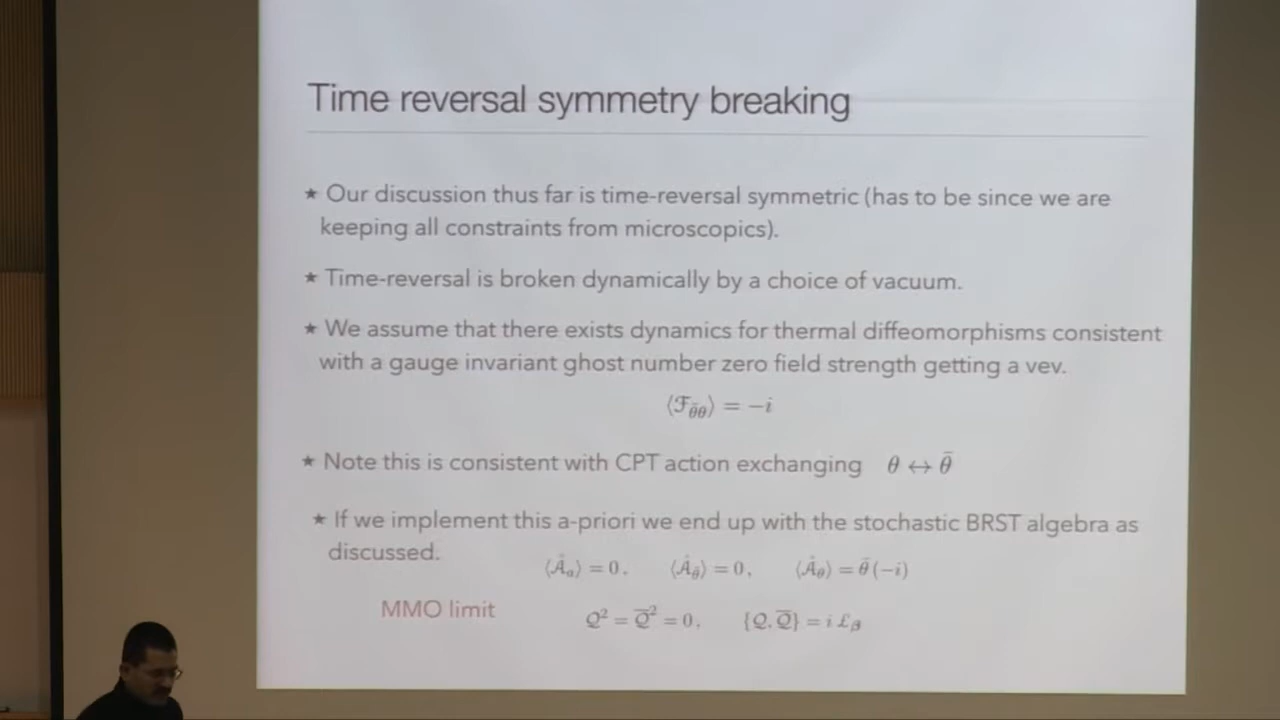 Time reversal symmetry breaking
★ Our discussion thus far is time-reversal symmetric (has to be since we are
keeping all constraints from microscopics).
★ Time-reversal is broken dynamically by a choice of vacuum.
★ We assume that there exists dynamics for thermal diffeomorphisms consistent
with a gauge invariant ghost number zero field strength getting a vev.
⟨ℱ_{θ̄θ}⟩ = −i
★ Note this is consistent with CPT action exchanging θ ↔ θ̄
★ If we implement this a-priori we end up with the stochastic BRST algebra as
discussed.
⟨Å_a⟩ = 0, ⟨Å_θ̄⟩ = 0, ⟨Å_θ⟩ = θ̄ (−i)
MMO limit
𝒬² = 𝒬̄² = 0, {𝒬, 𝒬̄} = i £_β